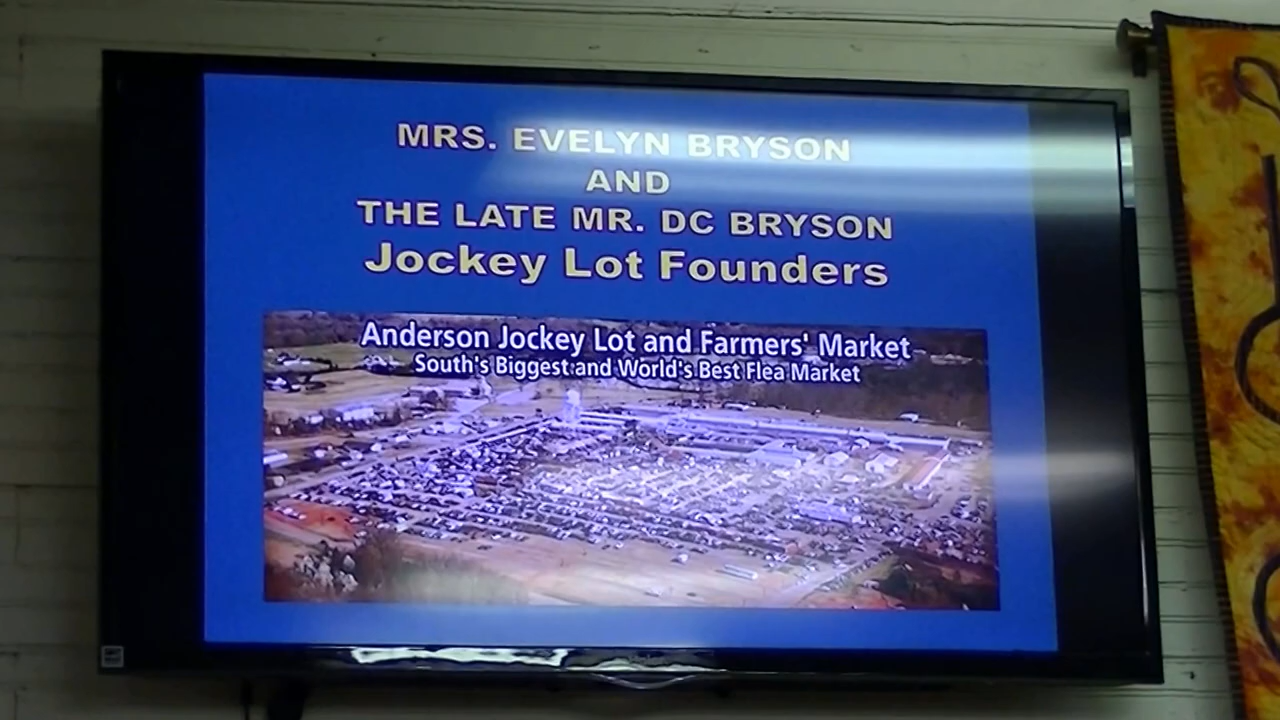 MRS. EVELYN BRYSON
AND
THE LATE MR. DC BRYSON
Jockey Lot Founders
Anderson Jockey Lot and Farmers' Market
South's Biggest and World's Best Flea Market